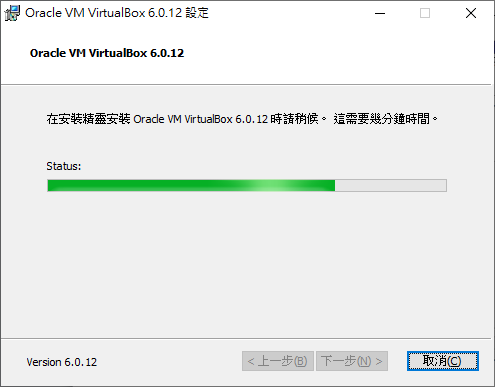 Oracle VM VirtualBox 6.0.12 設定
Oracle VM VirtualBox 6.0.12
在安裝精靈安裝 Oracle VM VirtualBox 6.0.12 時請稍候。 這需要幾分鐘時間。
Status:
Version 6.0.12 < 上一步(B) 下一步(N) > 取消(C)